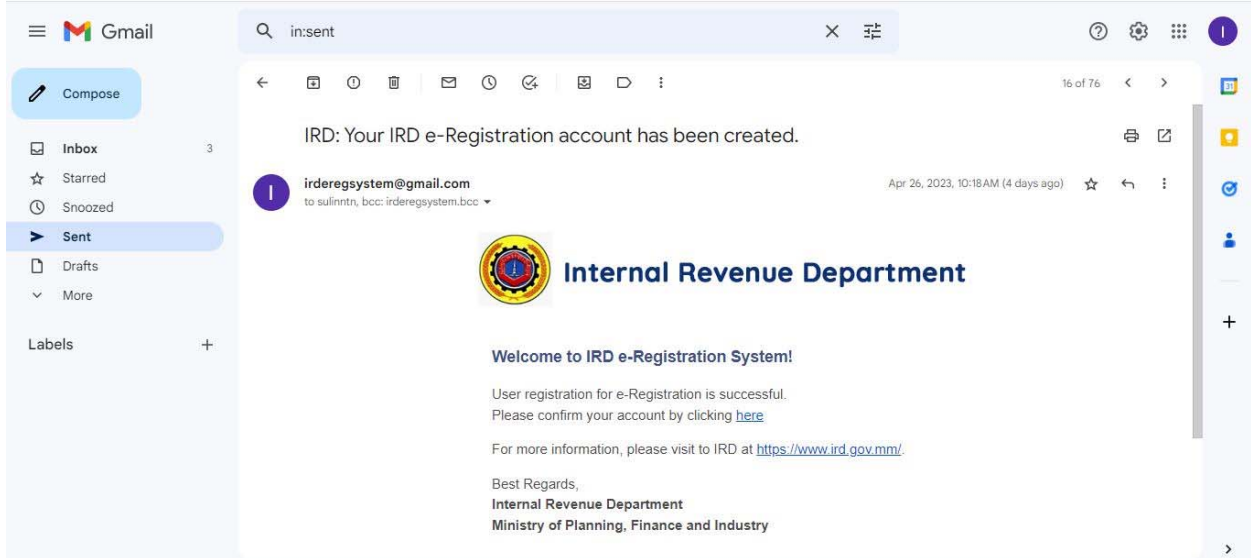 Gmail
in:sent
Compose
16 of 76
Inbox 3
Starred
Snoozed
Sent
Drafts
More
Labels
IRD: Your IRD e-Registration account has been created.
I
I
irderegsystem@gmail.com
Apr 26, 2023, 10:18 AM (4 days ago)
to sulinntn, bcc: irderegsystem.bcc
Internal Revenue Department
Welcome to IRD e-Registration System!
User registration for e-Registration is successful.
Please confirm your account by clicking here
For more information, please visit to IRD at https://www.ird.gov.mm/.
Best Regards,
Internal Revenue Department
Ministry of Planning, Finance and Industry
31